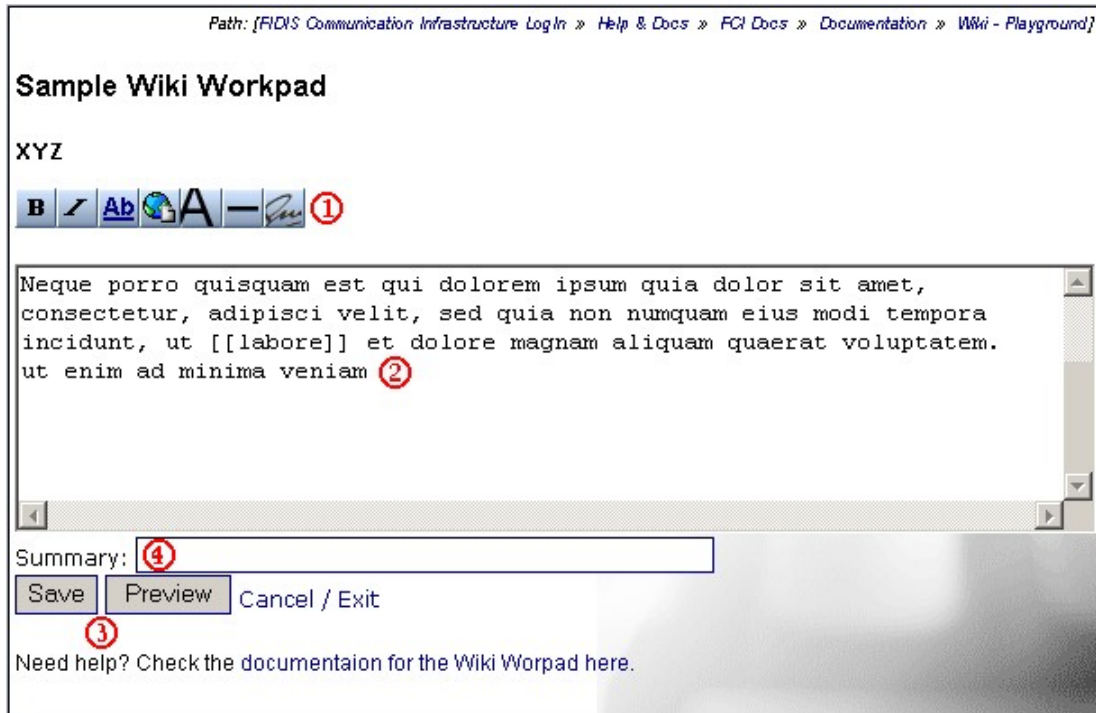 Path: [FIDIS Communication Infrastructure LogIn » Help & Docs » FCI Docs » Documentation » Wiki - Playground]
Sample Wiki Workpad
XYZ
B I Ab A — 1
Neque porro quisquam est qui dolorem ipsum quia dolor sit amet,
consectetur, adipisci velit, sed quia non numquam eius modi tempora
incidunt, ut [[labore]] et dolore magnam aliquam quaerat voluptatem.
ut enim ad minima veniam 2
Summary: 4
Save Preview Cancel / Exit
3
Need help? Check the documentaion for the Wiki Worpad here.